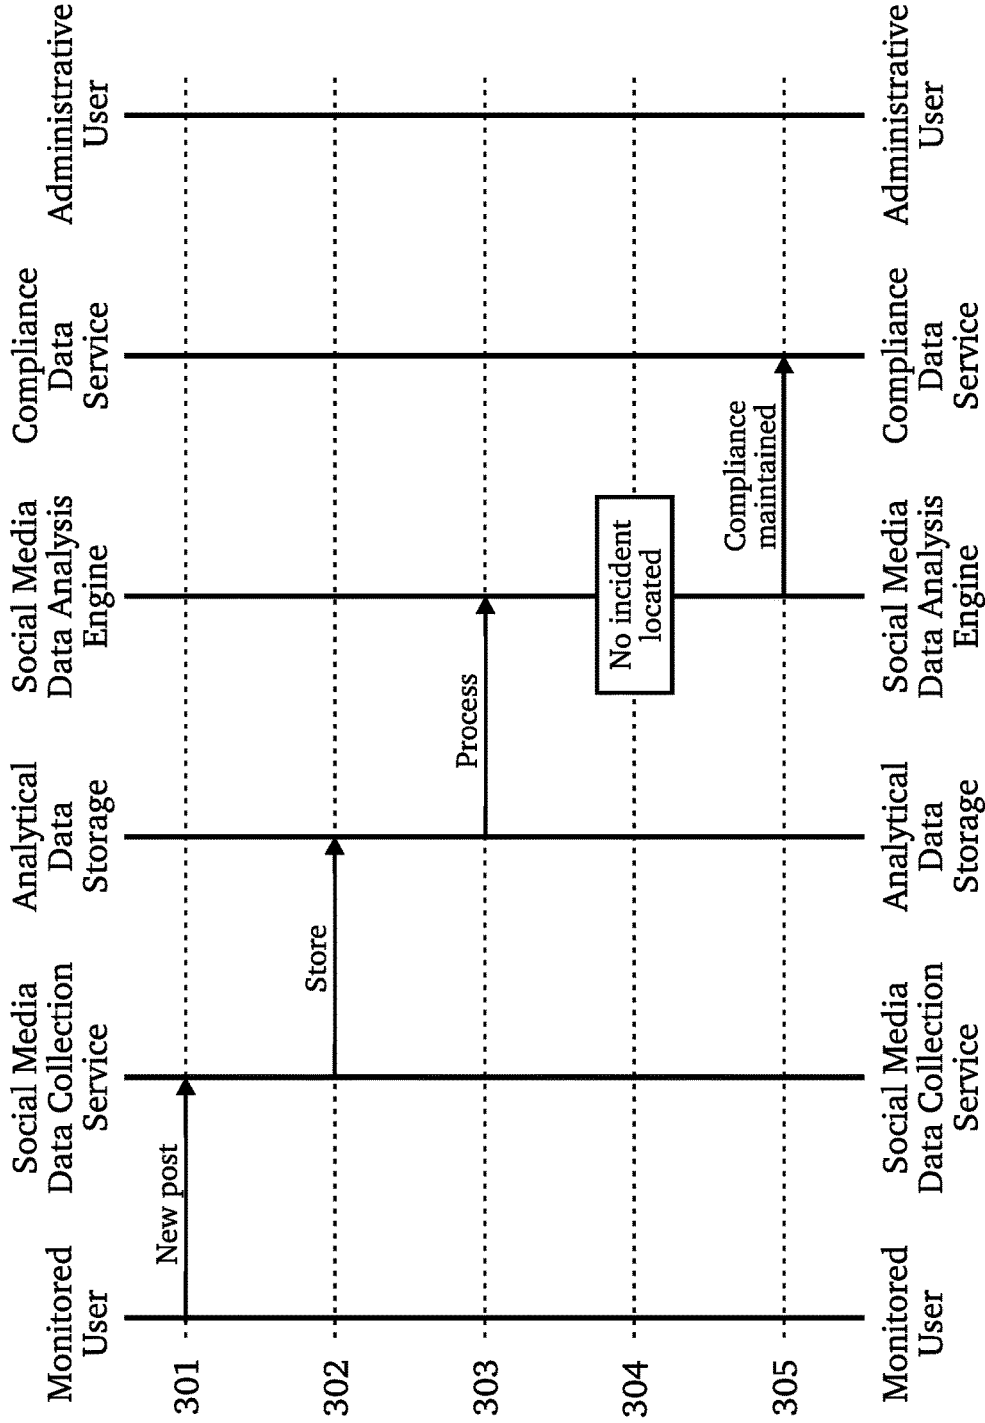 Monitored
User
Social Media
Data Collection
Service
Analytical
Data
Storage
Social Media
Data Analysis
Engine
Compliance
Data
Service
Administrative
User
301
New post
302
Store
303
Process
304
No incident
located
305
Compliance
maintained
Monitored
User
Social Media
Data Collection
Service
Analytical
Data
Storage
Social Media
Data Analysis
Engine
Compliance
Data
Service
Administrative
User